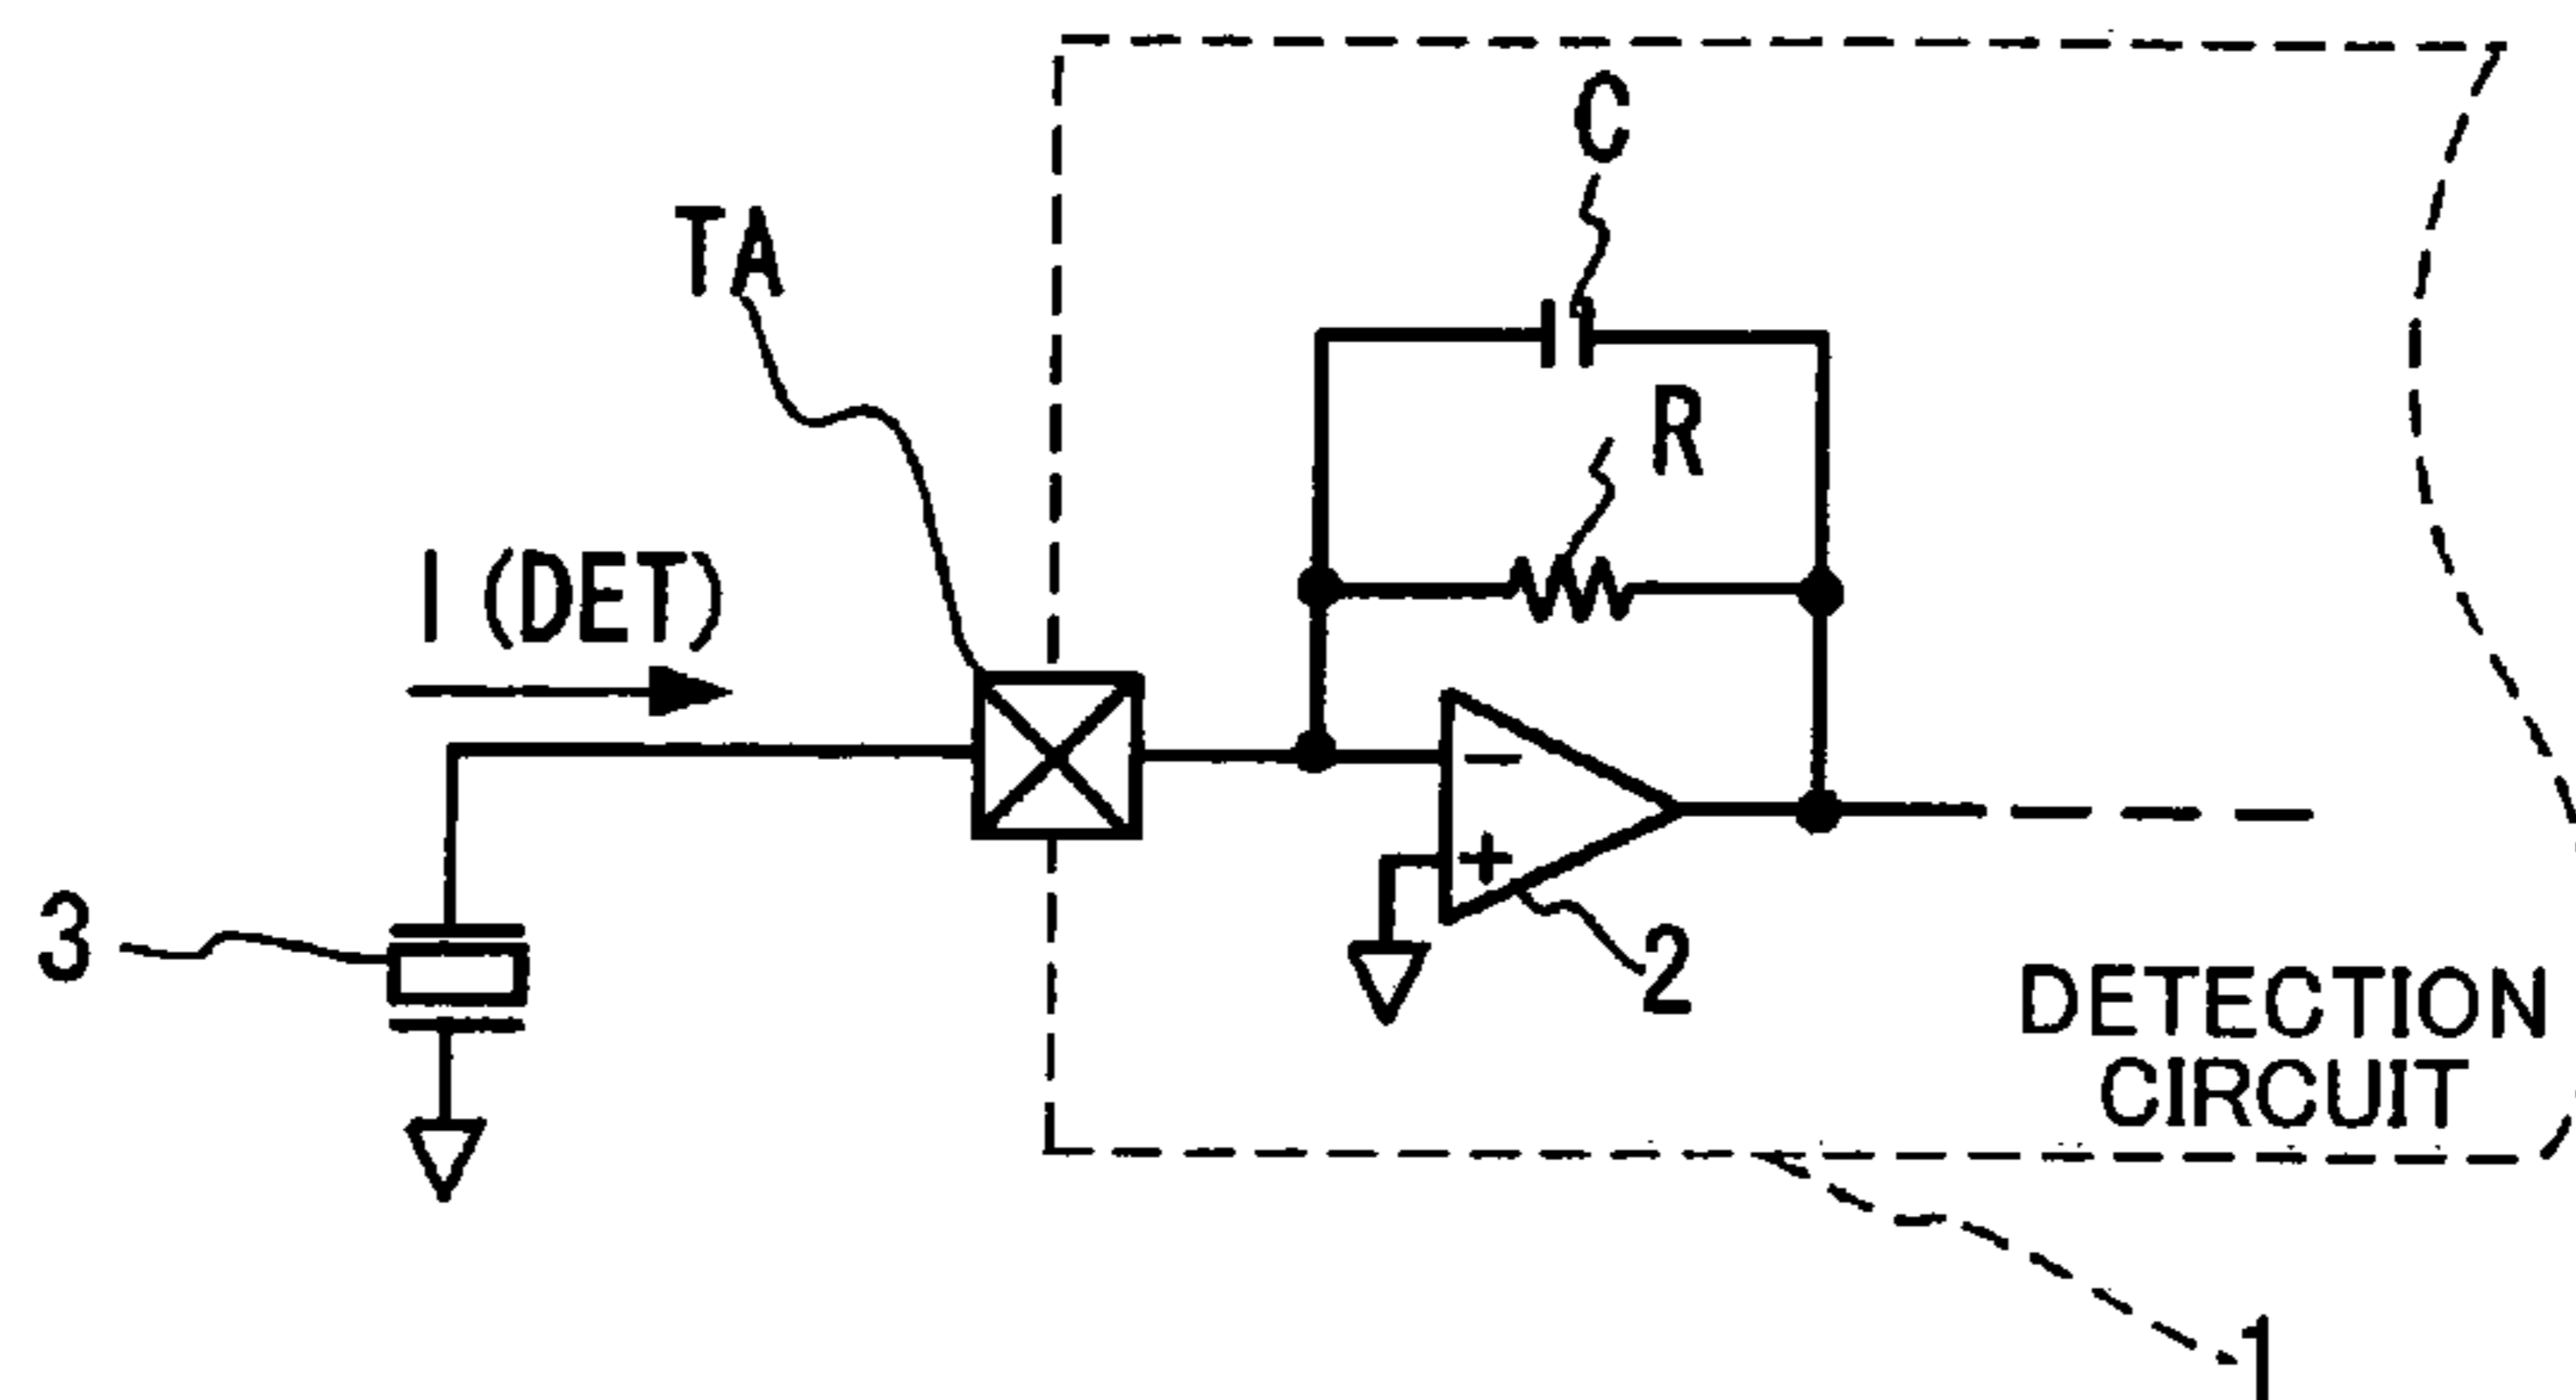 C
TA
R
I (DET)
−
+
3
2
DETECTION
CIRCUIT
1